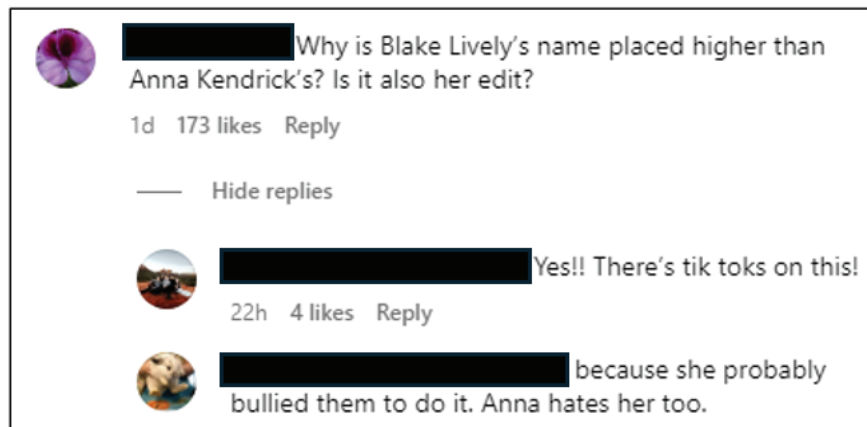 Why is Blake Lively's name placed higher than
Anna Kendrick's? Is it also her edit?
1d 173 likes Reply
Hide replies
Yes!! There's tik toks on this!
22h 4 likes Reply
because she probably
bullied them to do it. Anna hates her too.